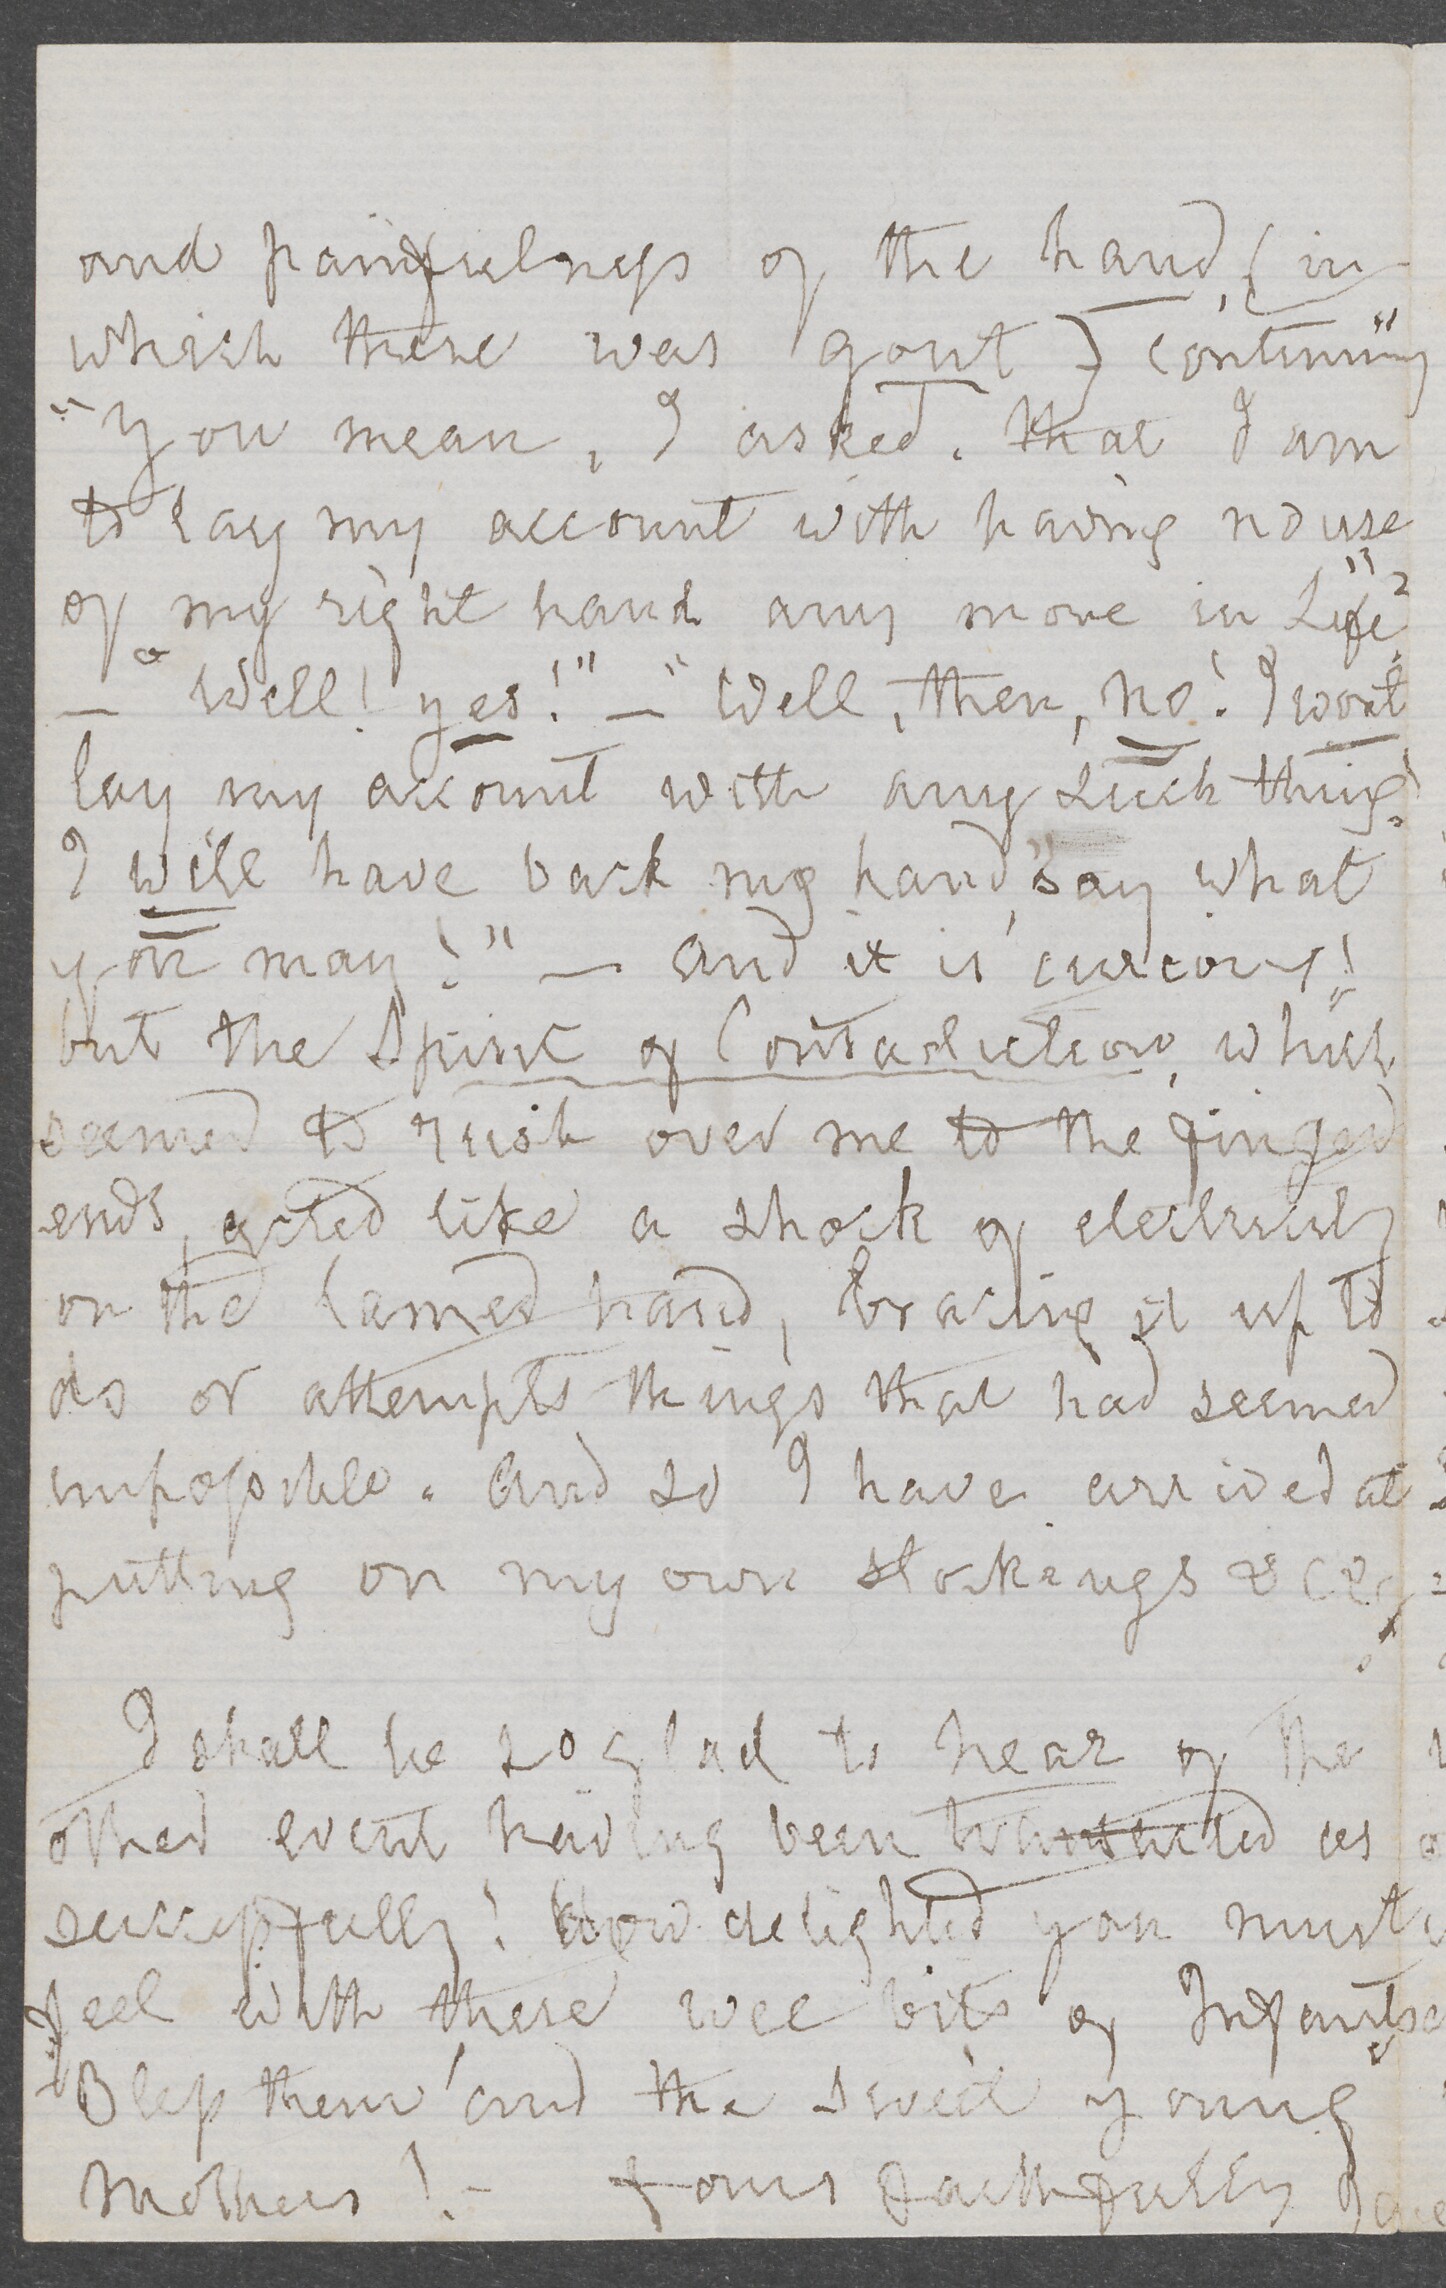 and painfulness of the hand, (in
which there was gout) continuing"
"You mean, I asked, that I am
to lay my account with having no use
of my right hand any more in Life?"
— "Well! yes!" — "Well, then, no! I wont
lay my account with any such thing!
I will have back my hand, say what
you may!" — And it is curious!
but the Spirit of Contradiction, which
seemed to rush over me to the finger
ends, acted like a shock of electricity
on the lamed hand, bracing it up to
do or attempt things that had seemed
impossible. And so I have arrived at
putting on my own stockings &c &c
I shall be so glad to hear of the
other event having been transacted as
successfully! How delighted you must
feel with these wee bits of Infants
Bless them! and the sweet young
Mothers! — Yours faithfully